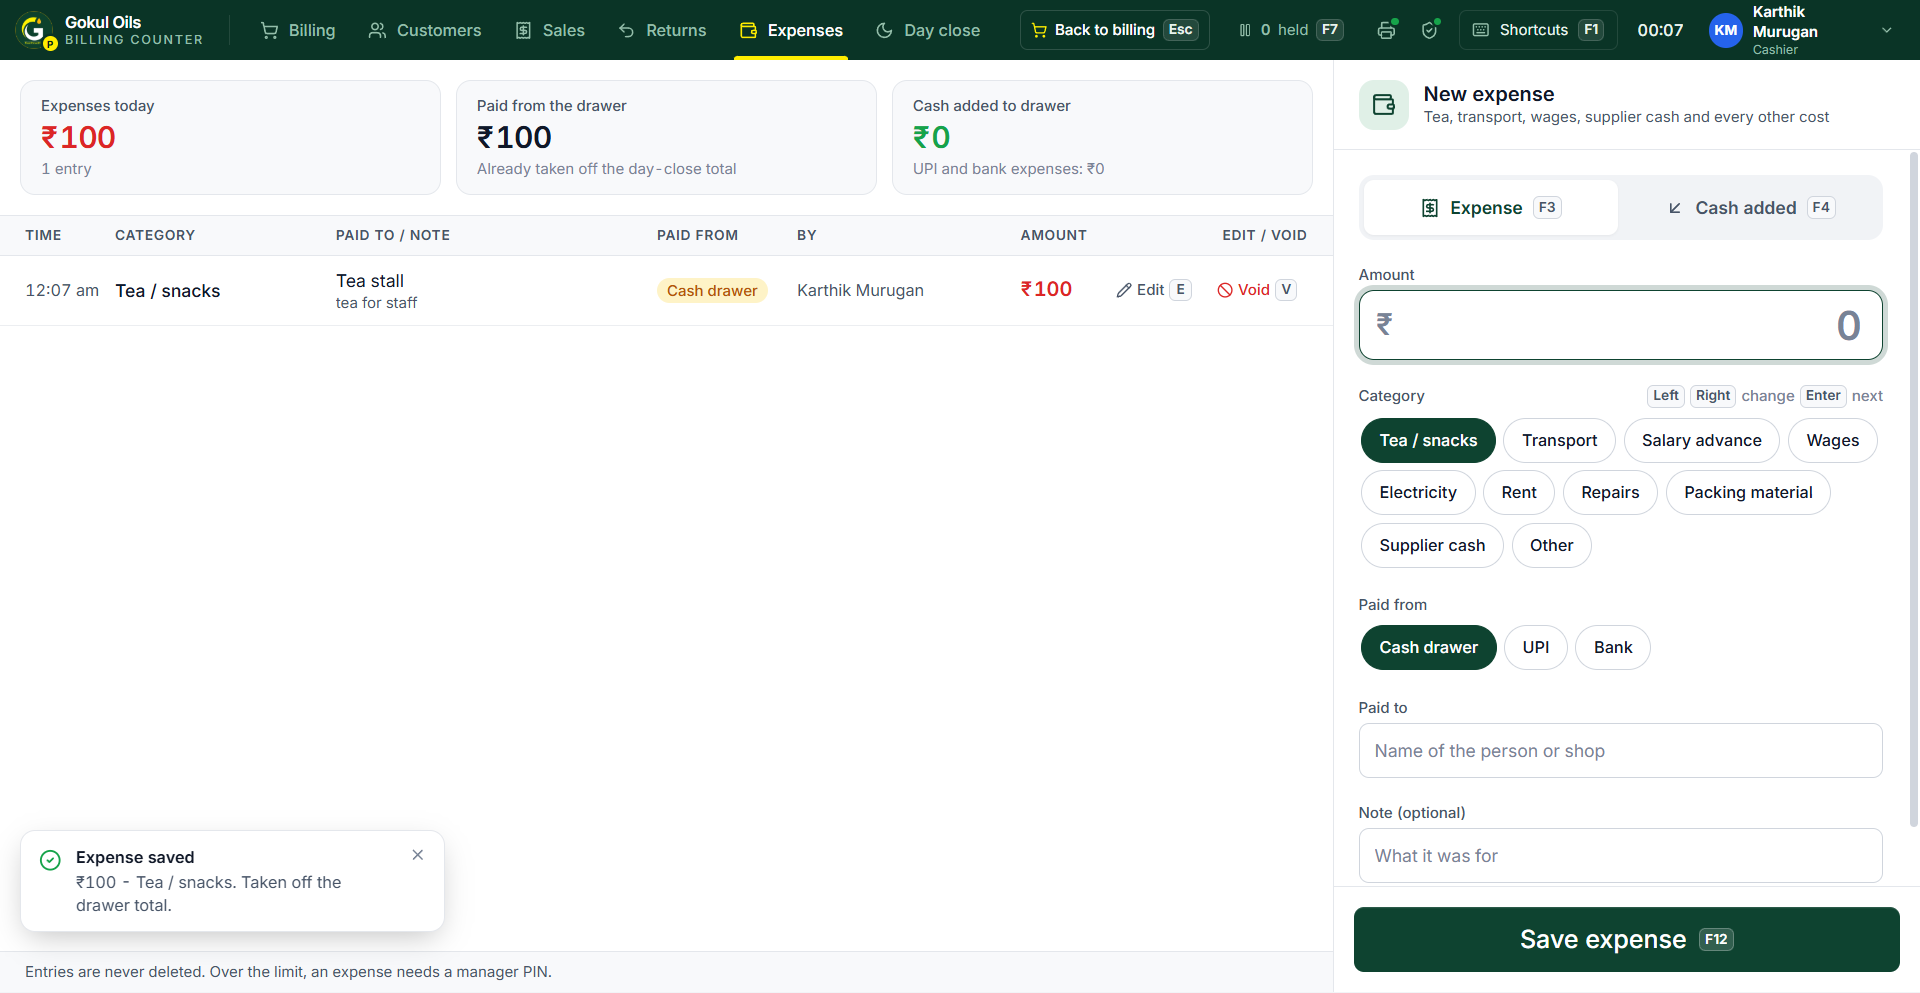 Gokul Oils
BILLING COUNTER
P
Billing
Customers
Sales
Returns
Expenses
Day close
Back to billing Esc
0 held F7
Shortcuts F1
00:07
KM
Karthik Murugan
Cashier
Expenses today
₹100
1 entry
Paid from the drawer
₹100
Already taken off the day-close total
Cash added to drawer
₹0
UPI and bank expenses: ₹0
TIME CATEGORY PAID TO / NOTE PAID FROM BY AMOUNT EDIT / VOID
12:07 am Tea / snacks Tea stall Cash drawer Karthik Murugan ₹100 Edit E Void V
tea for staff
Expense saved
₹100 - Tea / snacks. Taken off the
drawer total.
Entries are never deleted. Over the limit, an expense needs a manager PIN.
New expense
Tea, transport, wages, supplier cash and every other cost
Expense F3 Cash added F4
Amount
₹ 0
Category Left Right change Enter next
Tea / snacks Transport Salary advance Wages
Electricity Rent Repairs Packing material
Supplier cash Other
Paid from
Cash drawer UPI Bank
Paid to
Name of the person or shop
Note (optional)
What it was for
Save expense F12